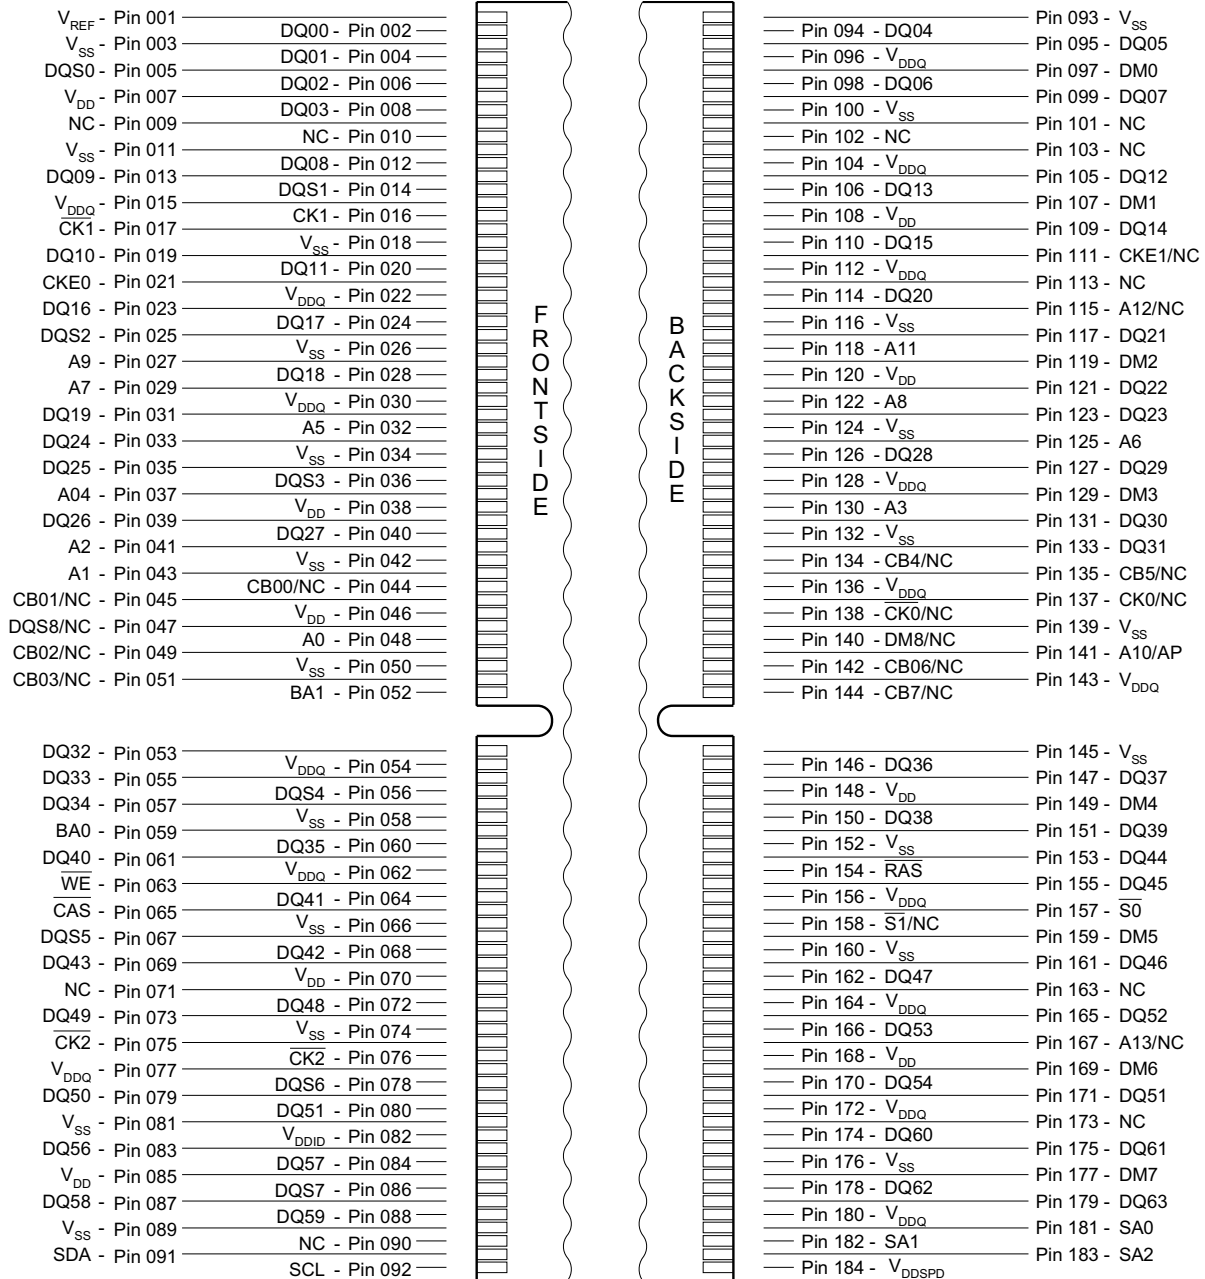 VREF - Pin 001
DQ00 - Pin 002
VSS - Pin 003
DQ01 - Pin 004
DQS0 - Pin 005
DQ02 - Pin 006
VDD - Pin 007
DQ03 - Pin 008
NC - Pin 009
NC - Pin 010
VSS - Pin 011
DQ08 - Pin 012
DQ09 - Pin 013
DQS1 - Pin 014
VDDQ - Pin 015
CK1 - Pin 016
C̅K̅1̅ - Pin 017
VSS - Pin 018
DQ10 - Pin 019
DQ11 - Pin 020
CKE0 - Pin 021
VDDQ - Pin 022
DQ16 - Pin 023
DQ17 - Pin 024
DQS2 - Pin 025
VSS - Pin 026
A9 - Pin 027
DQ18 - Pin 028
A7 - Pin 029
VDDQ - Pin 030
DQ19 - Pin 031
A5 - Pin 032
DQ24 - Pin 033
VSS - Pin 034
DQ25 - Pin 035
DQS3 - Pin 036
A04 - Pin 037
VDD - Pin 038
DQ26 - Pin 039
DQ27 - Pin 040
A2 - Pin 041
VSS - Pin 042
A1 - Pin 043
CB00/NC - Pin 044
CB01/NC - Pin 045
VDD - Pin 046
DQS8/NC - Pin 047
A0 - Pin 048
CB02/NC - Pin 049
VSS - Pin 050
CB03/NC - Pin 051
BA1 - Pin 052
DQ32 - Pin 053
VDDQ - Pin 054
DQ33 - Pin 055
DQS4 - Pin 056
DQ34 - Pin 057
VSS - Pin 058
BA0 - Pin 059
DQ35 - Pin 060
DQ40 - Pin 061
VDDQ - Pin 062
W̅E̅ - Pin 063
DQ41 - Pin 064
C̅A̅S̅ - Pin 065
VSS - Pin 066
DQS5 - Pin 067
DQ42 - Pin 068
DQ43 - Pin 069
VDD - Pin 070
NC - Pin 071
DQ48 - Pin 072
DQ49 - Pin 073
VSS - Pin 074
C̅K̅2̅ - Pin 075
C̅K̅2̅ - Pin 076
VDDQ - Pin 077
DQS6 - Pin 078
DQ50 - Pin 079
DQ51 - Pin 080
VSS - Pin 081
VDDID - Pin 082
DQ56 - Pin 083
DQ57 - Pin 084
VDD - Pin 085
DQS7 - Pin 086
DQ58 - Pin 087
DQ59 - Pin 088
VSS - Pin 089
NC - Pin 090
SDA - Pin 091
SCL - Pin 092
FRONTSIDE
BACKSIDE
Pin 093 - VSS
Pin 094 - DQ04
Pin 095 - DQ05
Pin 096 - VDDQ
Pin 097 - DM0
Pin 098 - DQ06
Pin 099 - DQ07
Pin 100 - VSS
Pin 101 - NC
Pin 102 - NC
Pin 103 - NC
Pin 104 - VDDQ
Pin 105 - DQ12
Pin 106 - DQ13
Pin 107 - DM1
Pin 108 - VDD
Pin 109 - DQ14
Pin 110 - DQ15
Pin 111 - CKE1/NC
Pin 112 - VDDQ
Pin 113 - NC
Pin 114 - DQ20
Pin 115 - A12/NC
Pin 116 - VSS
Pin 117 - DQ21
Pin 118 - A11
Pin 119 - DM2
Pin 120 - VDD
Pin 121 - DQ22
Pin 122 - A8
Pin 123 - DQ23
Pin 124 - VSS
Pin 125 - A6
Pin 126 - DQ28
Pin 127 - DQ29
Pin 128 - VDDQ
Pin 129 - DM3
Pin 130 - A3
Pin 131 - DQ30
Pin 132 - VSS
Pin 133 - DQ31
Pin 134 - CB4/NC
Pin 135 - CB5/NC
Pin 136 - VDDQ
Pin 137 - CK0/NC
Pin 138 - C̅K̅0̅/NC
Pin 139 - VSS
Pin 140 - DM8/NC
Pin 141 - A10/AP
Pin 142 - CB06/NC
Pin 143 - VDDQ
Pin 144 - CB7/NC
Pin 145 - VSS
Pin 146 - DQ36
Pin 147 - DQ37
Pin 148 - VDD
Pin 149 - DM4
Pin 150 - DQ38
Pin 151 - DQ39
Pin 152 - VSS
Pin 153 - DQ44
Pin 154 - R̅A̅S̅
Pin 155 - DQ45
Pin 156 - VDDQ
Pin 157 - S̅0̅
Pin 158 - S̅1̅/NC
Pin 159 - DM5
Pin 160 - VSS
Pin 161 - DQ46
Pin 162 - DQ47
Pin 163 - NC
Pin 164 - VDDQ
Pin 165 - DQ52
Pin 166 - DQ53
Pin 167 - A13/NC
Pin 168 - VDD
Pin 169 - DM6
Pin 170 - DQ54
Pin 171 - DQ51
Pin 172 - VDDQ
Pin 173 - NC
Pin 174 - DQ60
Pin 175 - DQ61
Pin 176 - VSS
Pin 177 - DM7
Pin 178 - DQ62
Pin 179 - DQ63
Pin 180 - VDDQ
Pin 181 - SA0
Pin 182 - SA1
Pin 183 - SA2
Pin 184 - VDDSPD